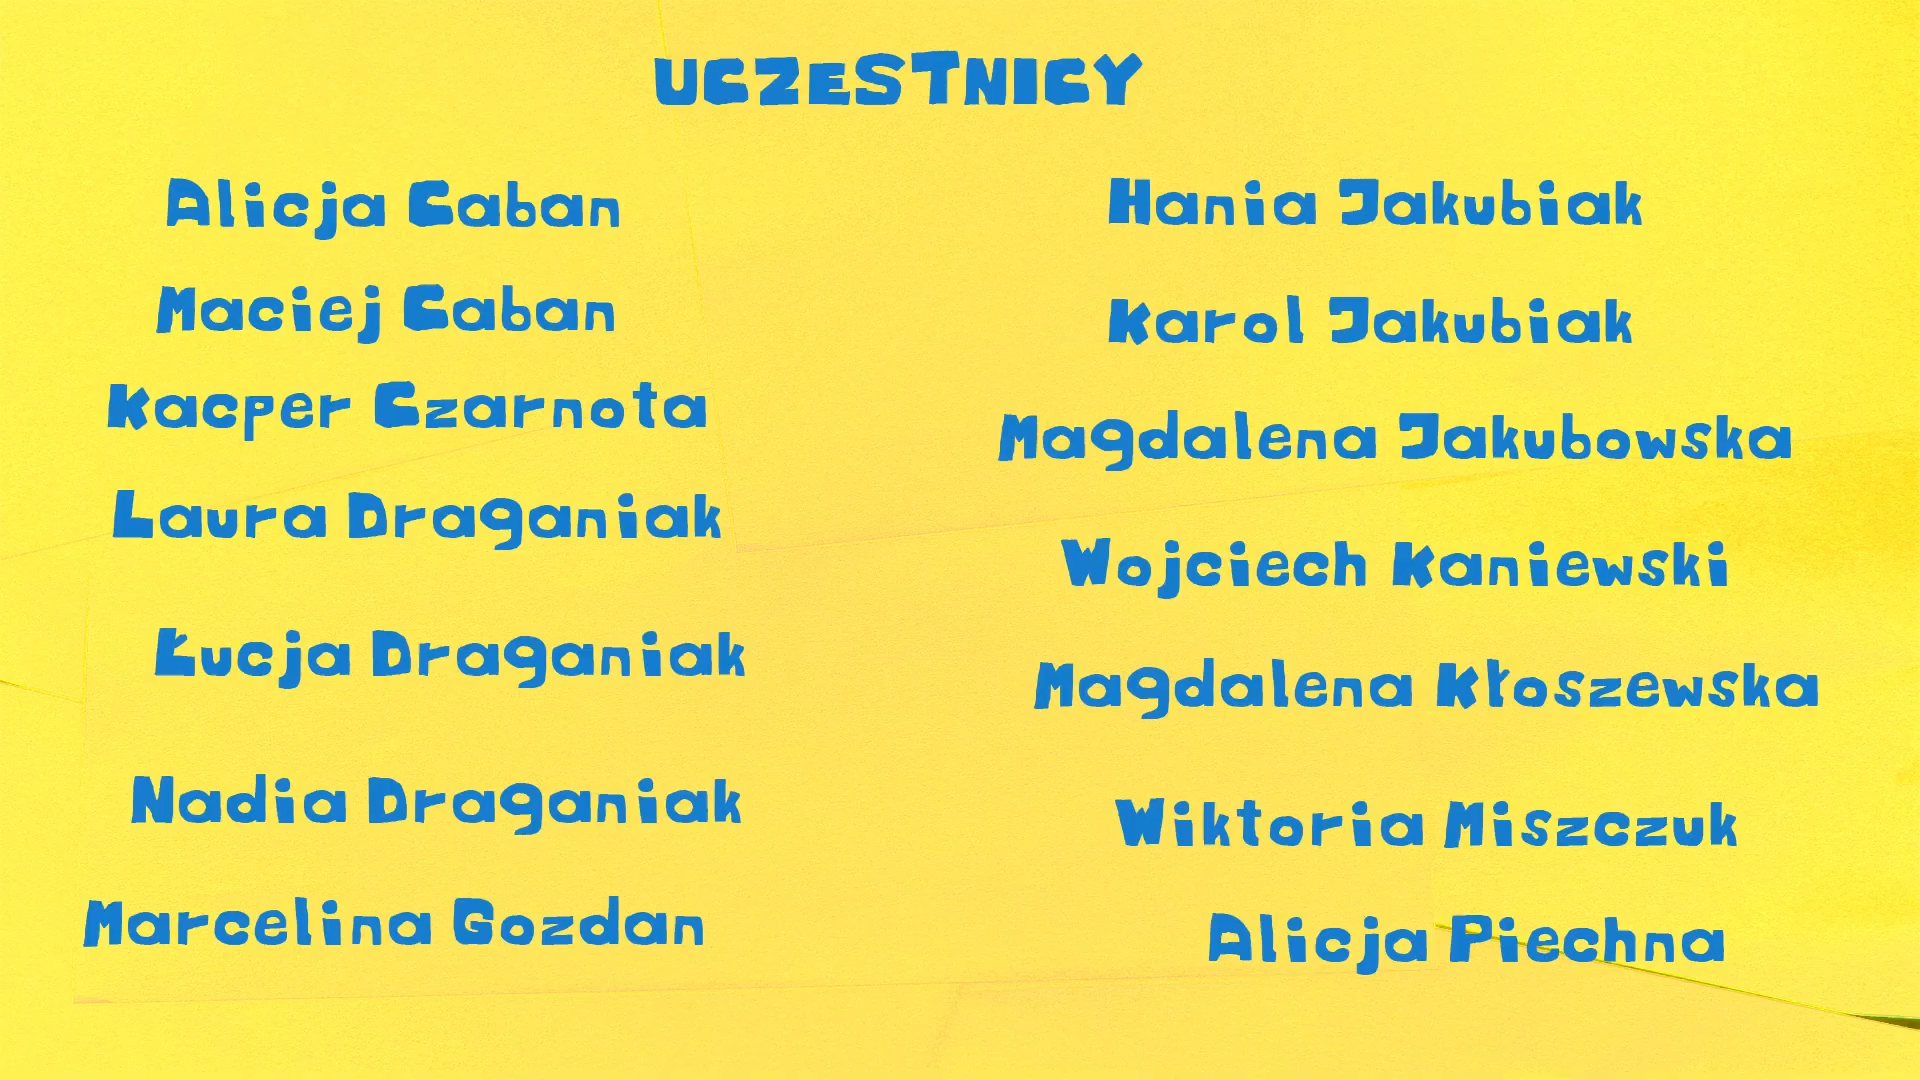 UCZESTNICY
Alicja Caban
Maciej Caban
Kacper Czarnota
Laura Draganiak
Łucja Draganiak
Nadia Draganiak
Marcelina Gozdan
Hania Jakubiak
Karol Jakubiak
Magdalena Jakubowska
Wojciech Kaniewski
Magdalena Kłoszewska
Wiktoria Miszczuk
Alicja Piechna